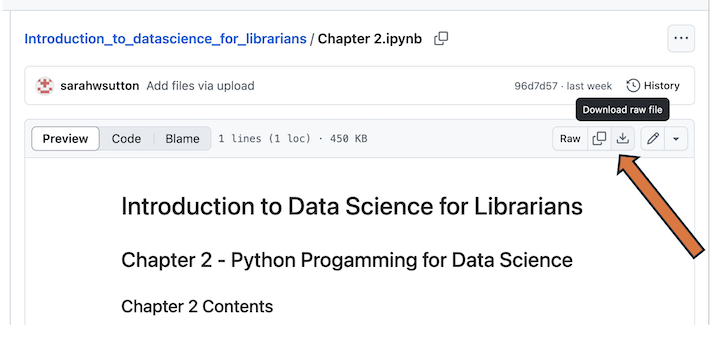 Introduction_to_datascience_for_librarians / Chapter 2.ipynb
sarahwsutton Add files via upload 96d7d57 · last week History
Download raw file
Preview Code Blame 1 lines (1 loc) · 450 KB Raw
Introduction to Data Science for Librarians
Chapter 2 - Python Progamming for Data Science
Chapter 2 Contents